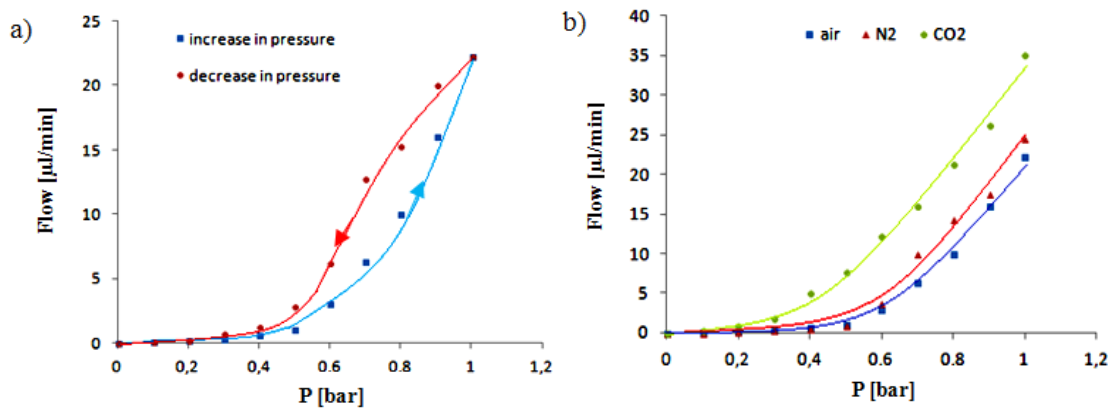 a)
increase in pressure
decrease in pressure
Flow [µl/min]
25
20
15
10
5
0
0 0,2 0,4 0.6 0.8 1 1,2
P [bar]
b)
air N2 CO2
Flow [µl/min]
40
35
30
25
20
15
10
5
0
0 0,2 0,4 0.6 0.8 1 1,2
P [bar]